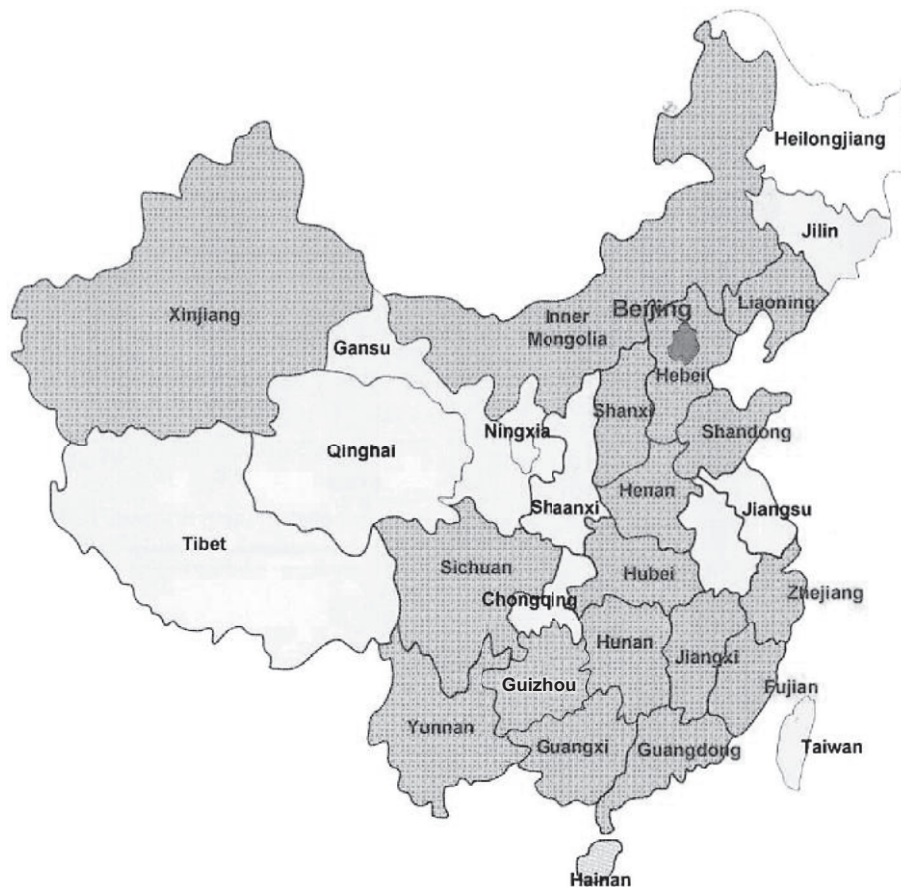 Heilongjiang
Jilin
Xinjiang
Inner
Mongolia
Beijing
Liaoning
Gansu
Hebei
Shanxi
Ningxia
Shandong
Qinghai
Henan
Shaanxi
Jiangsu
Tibet
Sichuan
Hubei
Zhejiang
Chongqing
Hunan
Jiangxi
Guizhou
Fujian
Yunnan
Guangxi
Guangdong
Taiwan
Hainan